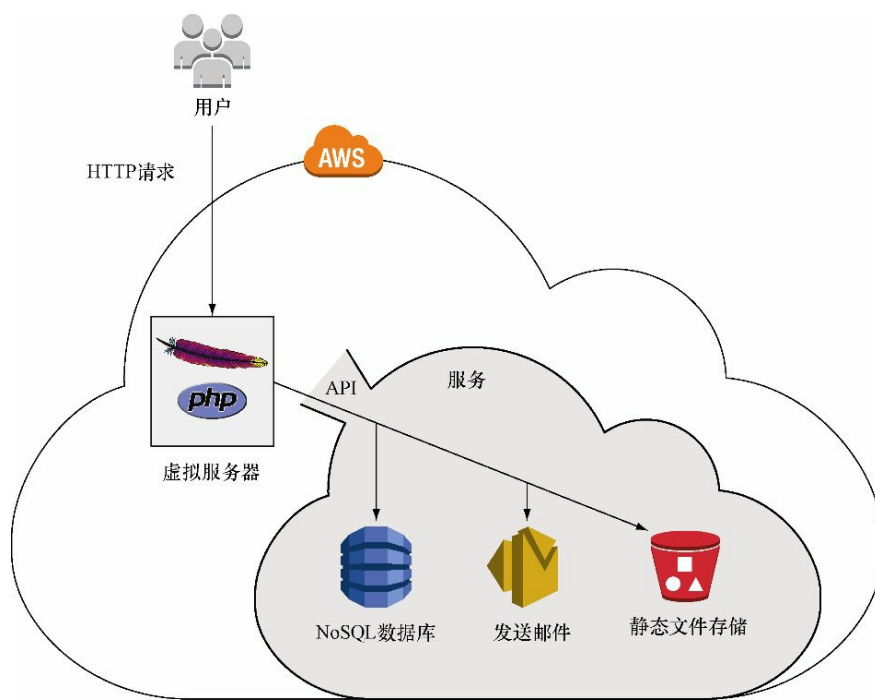 用户
HTTP请求
AWS
php
虚拟服务器
API
服务
NoSQL数据库
发送邮件
静态文件存储